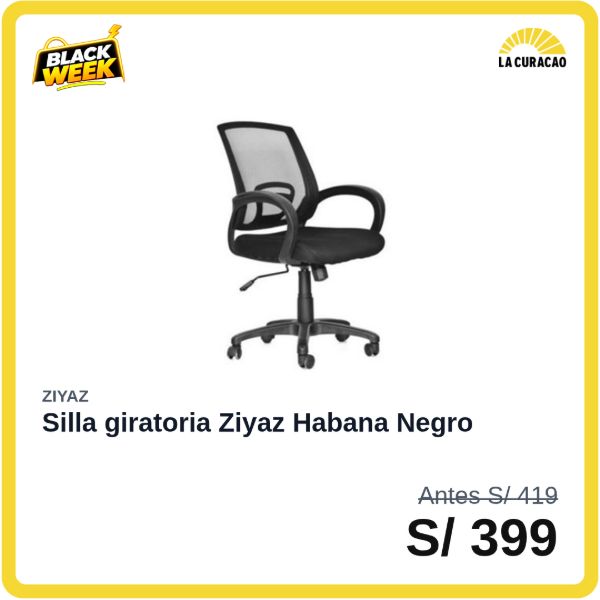 BLACK
WEEK
LA CURACAO
ZIYAZ
Silla giratoria Ziyaz Habana Negro
Antes S/ 419
S/ 399